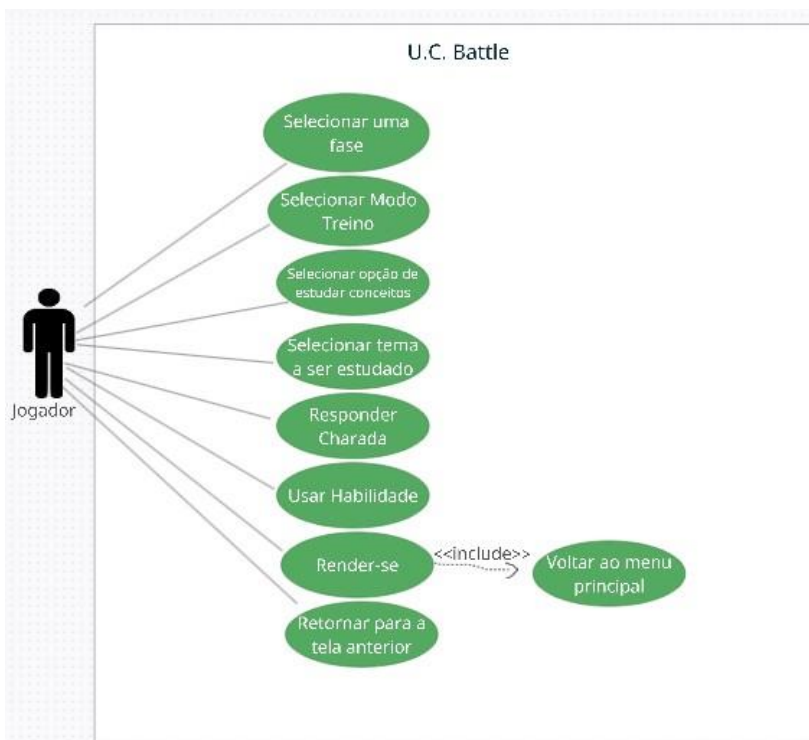 U.C. Battle
Selecionar uma
fase
Selecionar Modo
Treino
Selecionar opção de
estudar conceitos
Selecionar tema
a ser estudado
Jogador
Responder
Charada
Usar Habilidade
Render-se
<<include>>
Voltar ao menu
principal
Retornar para a
tela anterior